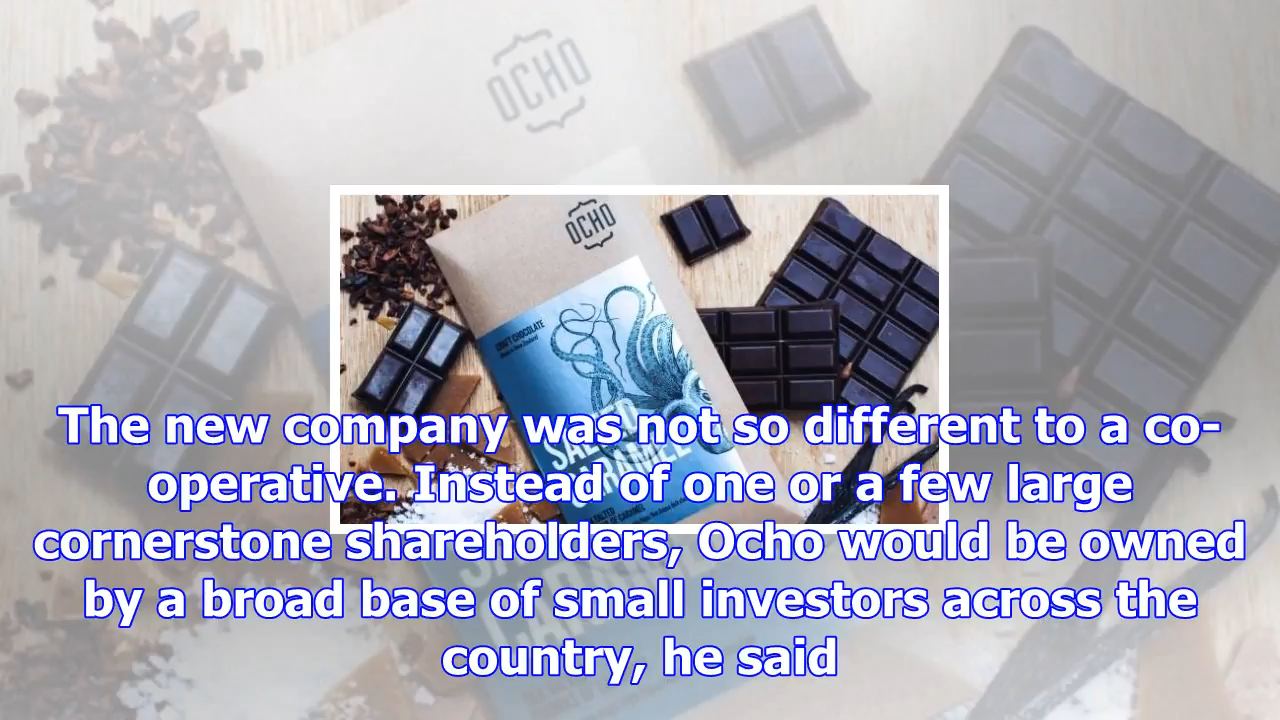 OCHO
OCHO
CRAFT CHOCOLATE
SALTED
CARAMEL
The new company was not so different to a co-
operative. Instead of one or a few large
cornerstone shareholders, Ocho would be owned
by a broad base of small investors across the
country, he said